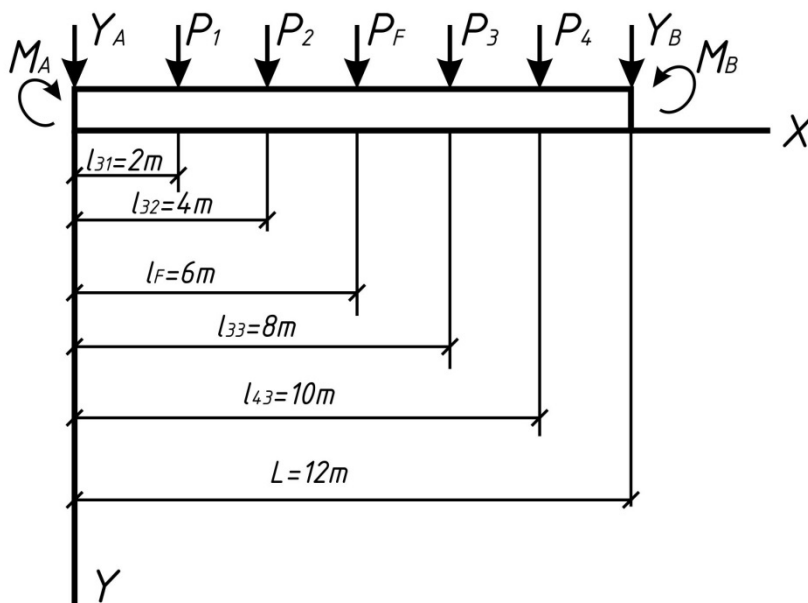 M_A Y_A P_1 P_2 P_F P_3 P_4 Y_B M_B
X
l_31=2m
l_32=4m
l_F=6m
l_33=8m
l_43=10m
L=12m
Y